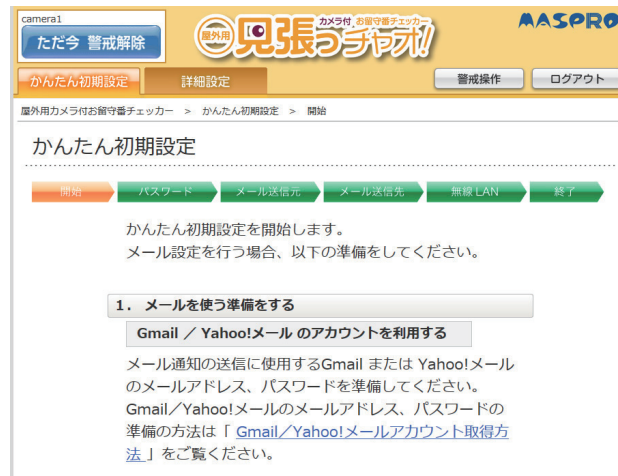 camera1
ただ今 警戒解除
屋外用
カメラ付 お留守番チェッカー
見張っチャオ!
MASPRO
かんたん初期設定
詳細設定
警戒操作
ログアウト
屋外用カメラ付お留守番チェッカー > かんたん初期設定 > 開始
かんたん初期設定
開始
パスワード
メール送信元
メール送信先
無線 LAN
終了
かんたん初期設定を開始します。
メール設定を行う場合、以下の準備をしてください。
1. メールを使う準備をする
Gmail ／ Yahoo!メール のアカウントを利用する
メール通知の送信に使用するGmail または Yahoo!メール
のメールアドレス、パスワードを準備してください。
Gmail／Yahoo!メールのメールアドレス、パスワードの
準備の方法は「 Gmail／Yahoo!メールアカウント取得方
法 」をご覧ください。